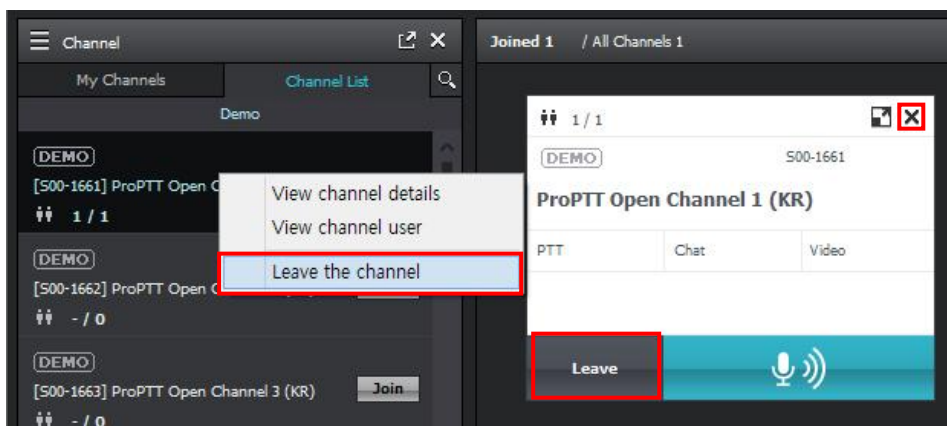 Channel
My Channels
Channel List
Demo
DEMO
[S00-1661] ProPTT Open C
1 / 1
View channel details
View channel user
Leave the channel
DEMO
[S00-1662] ProPTT Open C
- / 0
DEMO
[S00-1663] ProPTT Open Channel 3 (KR)
Join
- / 0
Joined 1 / All Channels 1
1 / 1
DEMO
S00-1661
ProPTT Open Channel 1 (KR)
PTT
Chat
Video
Leave